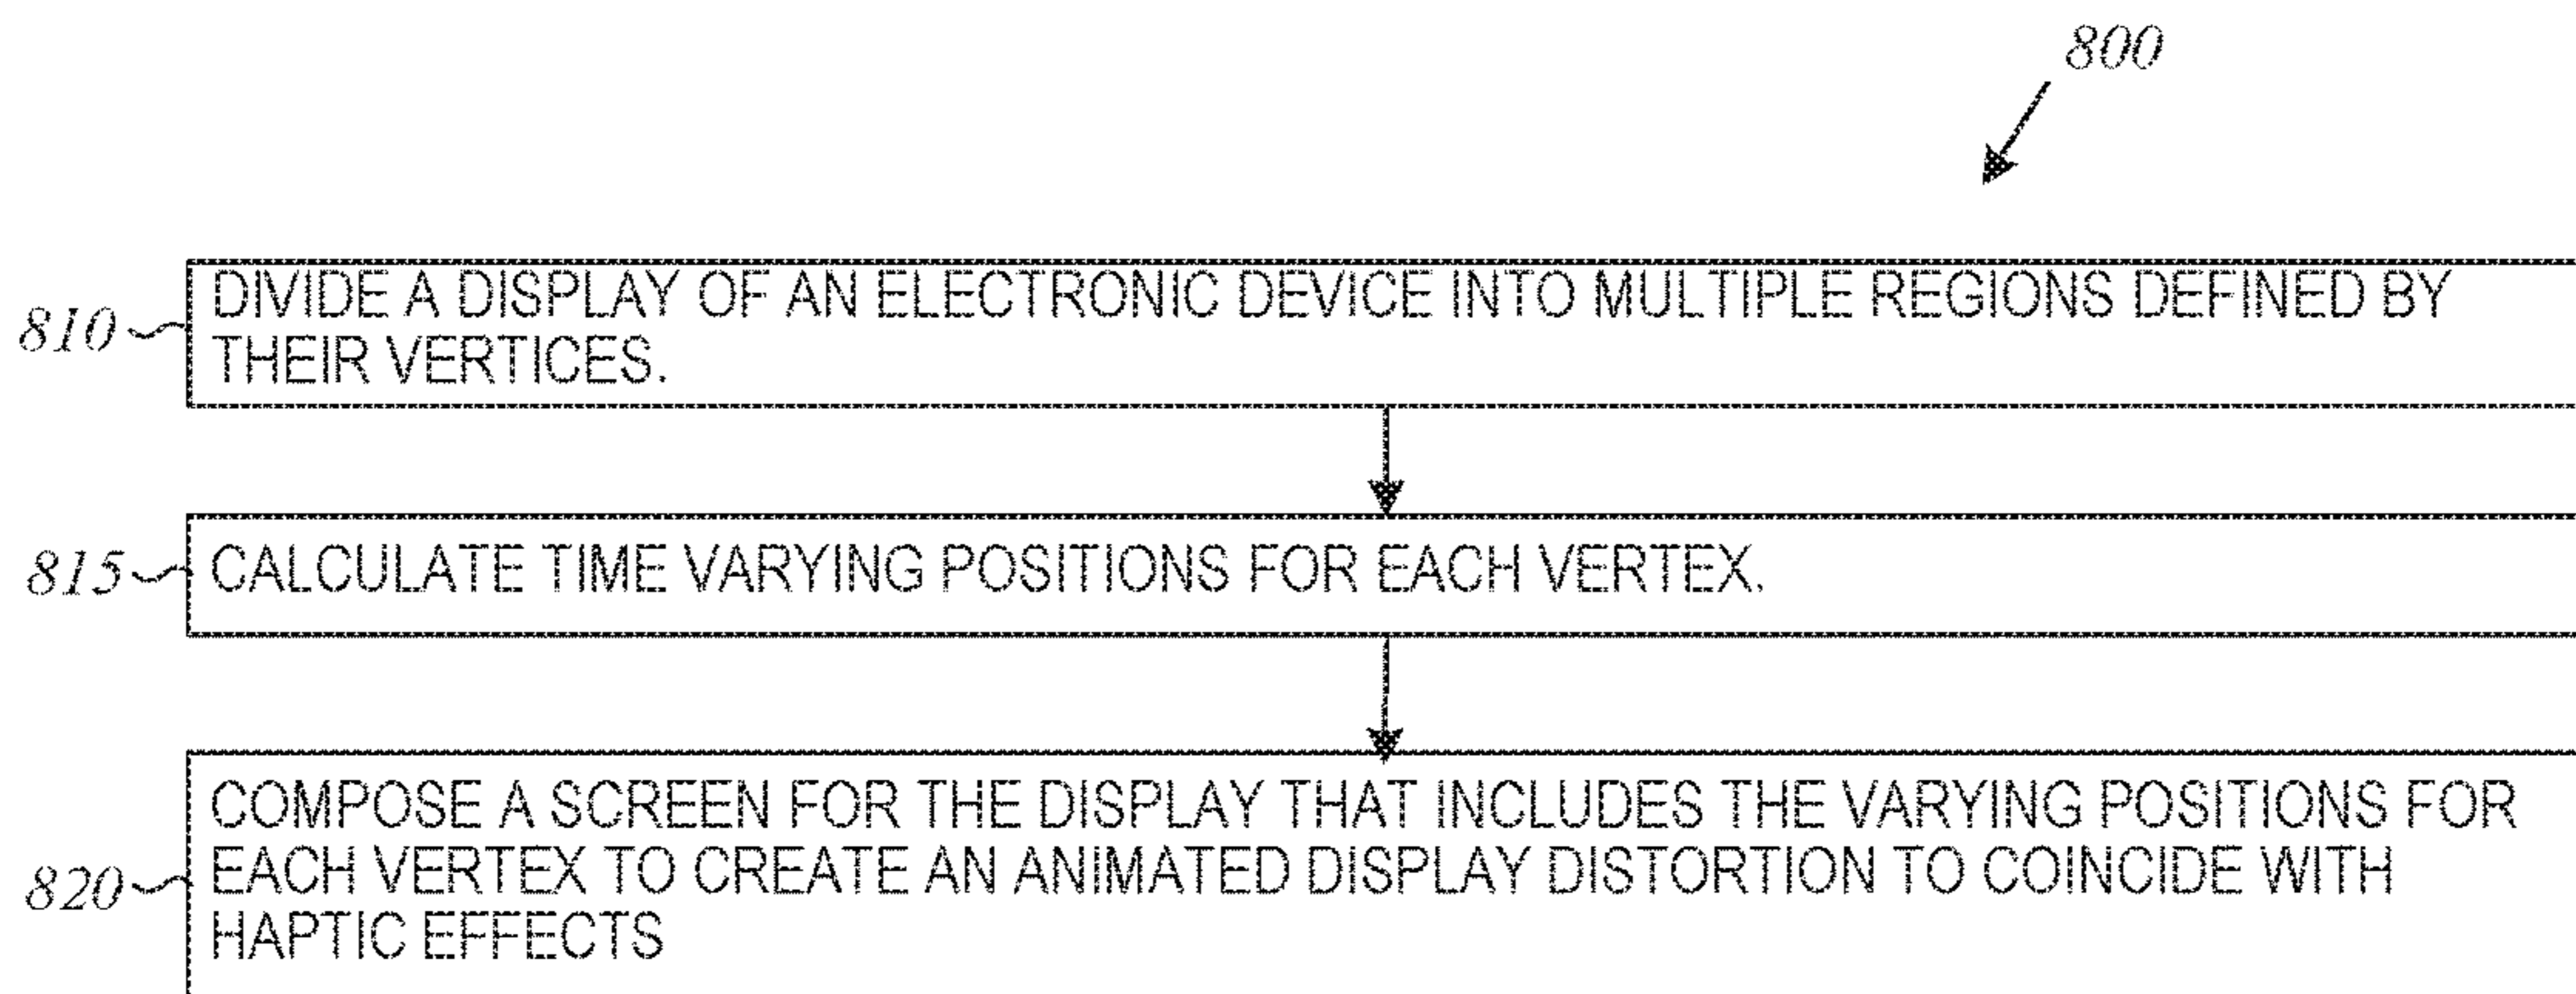 800
810
DIVIDE A DISPLAY OF AN ELECTRONIC DEVICE INTO MULTIPLE REGIONS DEFINED BY
THEIR VERTICES.
815
CALCULATE TIME VARYING POSITIONS FOR EACH VERTEX.
820
COMPOSE A SCREEN FOR THE DISPLAY THAT INCLUDES THE VARYING POSITIONS FOR
EACH VERTEX TO CREATE AN ANIMATED DISPLAY DISTORTION TO COINCIDE WITH
HAPTIC EFFECTS